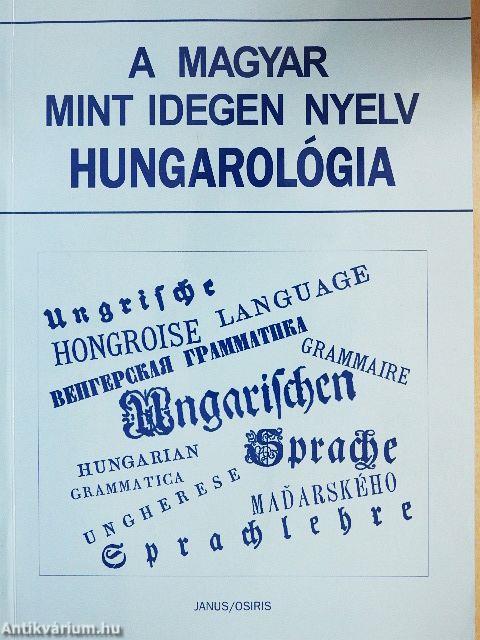 A MAGYAR
MINT IDEGEN NYELV
HUNGAROLÓGIA
Ungrische
HONGROISE LANGUAGE
ВЕНГЕРСКАЯ ГРАММАТИКА
GRAMMAIRE
Ungarischen
HUNGARIAN
Sprache
GRAMMATICA
UNGHERESE
MAĎARSKÉHO
Sprachlehre
JANUS/OSIRIS
Antikvárium.hu